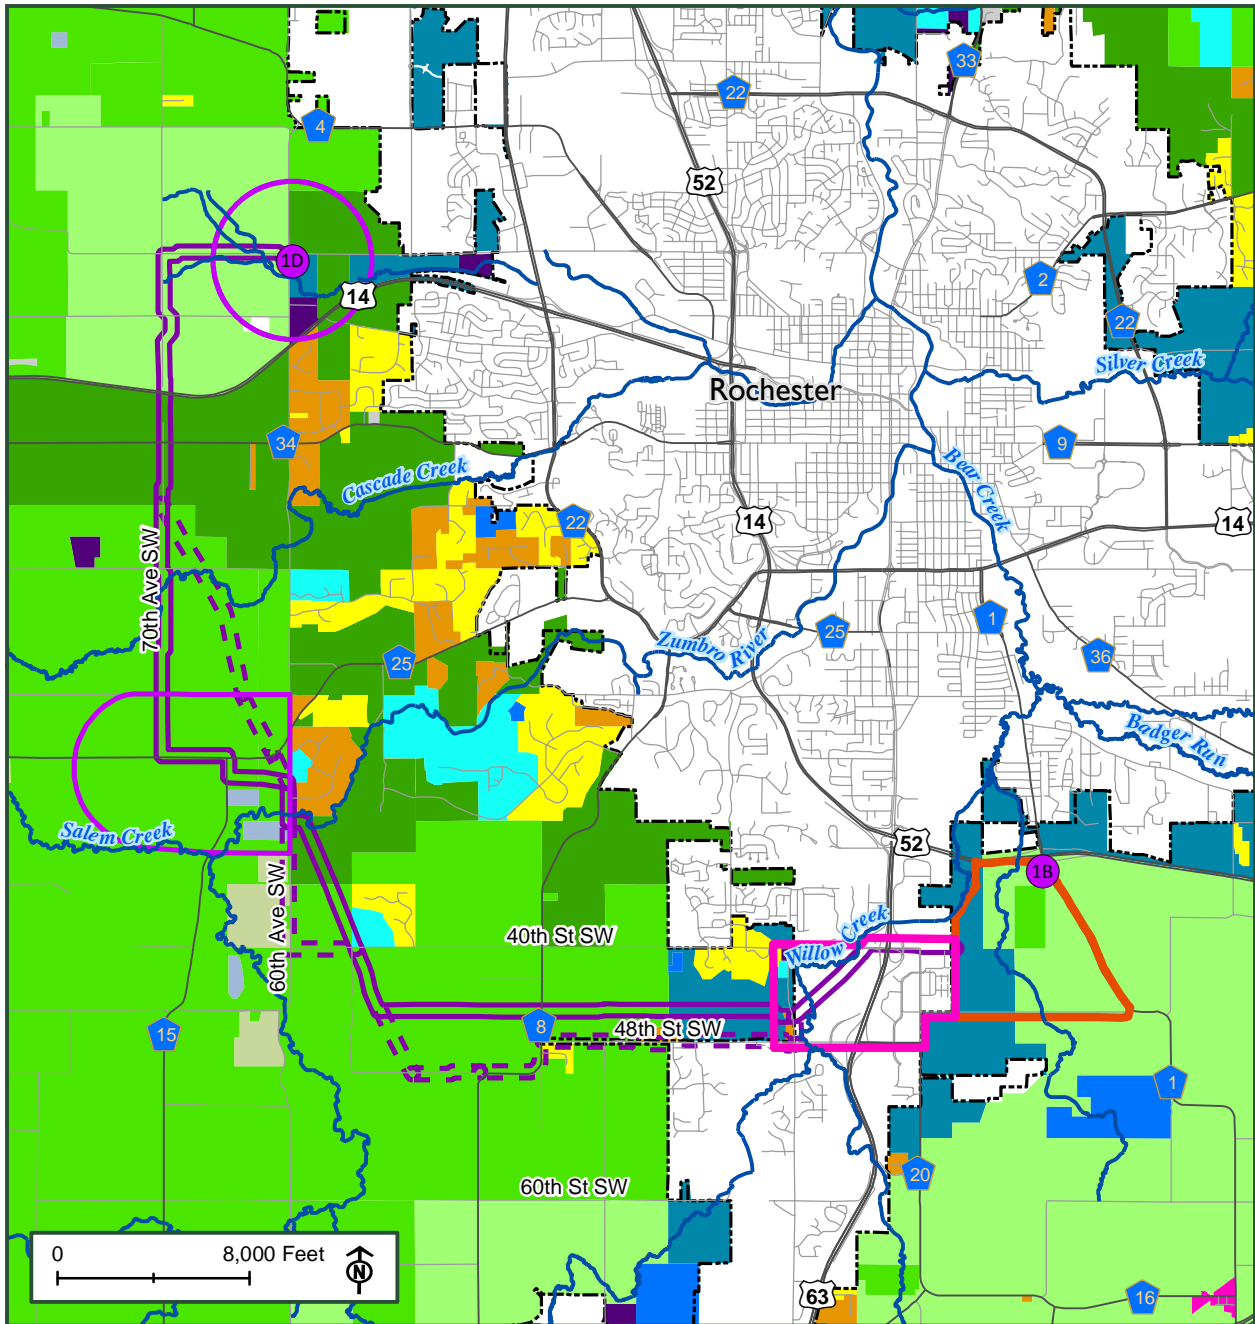 33
22
4
52
2
1D
14
22
Silver Creek
Rochester
34
9
Cascade Creek
Bear Creek
22
14
14
70th Ave SW
1
25
Zumbro River
36
25
Badger Run
Salem Creek
52
1B
60th Ave SW
40th St SW
Willow Creek
15
8
48th St SW
1
20
60th St SW
0 8,000 Feet
N
63
16